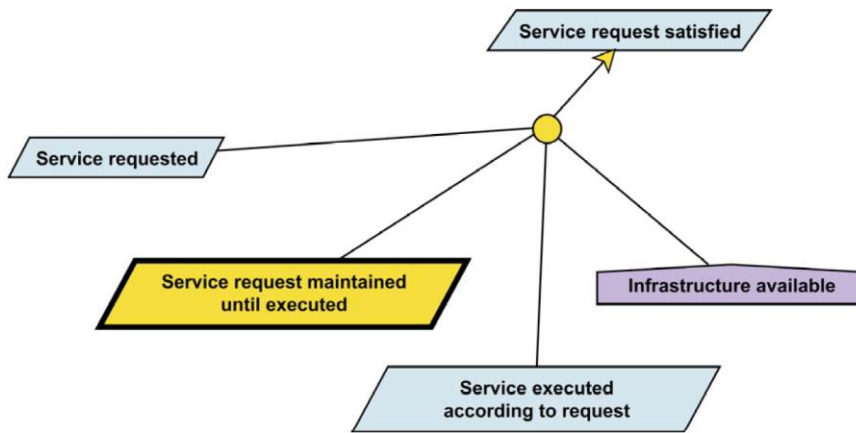 Service request satisfied
Service requested
Service request maintained
until executed
Infrastructure available
Service executed
according to request